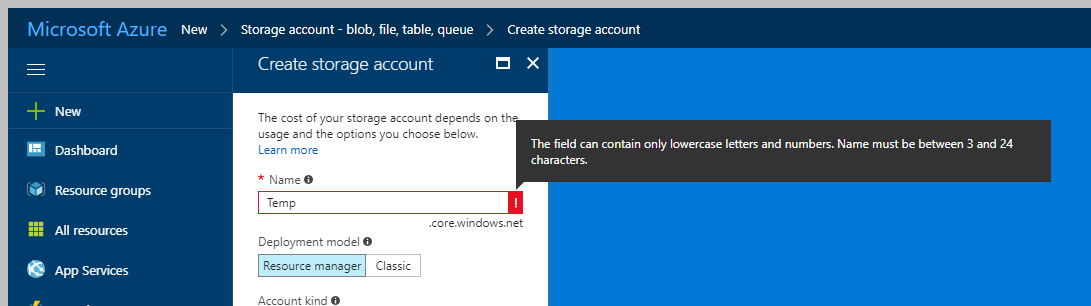 Microsoft Azure New > Storage account - blob, file, table, queue > Create storage account
Create storage account
New
Dashboard
Resource groups
All resources
App Services
The cost of your storage account depends on the
usage and the options you choose below.
Learn more
* Name
Temp
!
.core.windows.net
The field can contain only lowercase letters and numbers. Name must be between 3 and 24
characters.
Deployment model
Resource manager Classic
Account kind